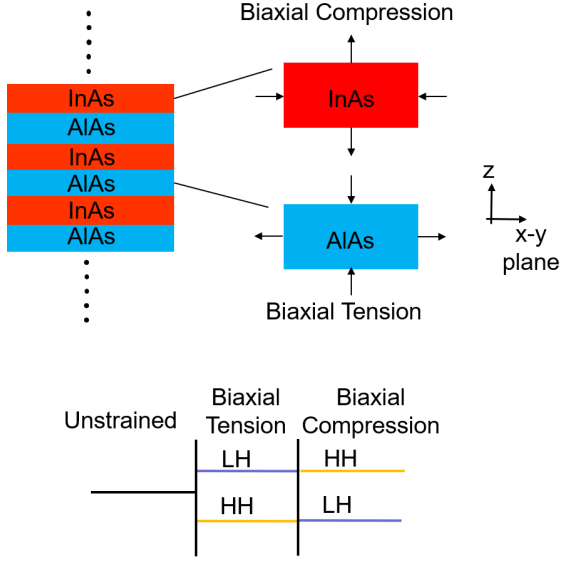 Biaxial Compression
InAs
AlAs
InAs
AlAs
InAs
AlAs
InAs
AlAs
Biaxial Tension
z
x-y
plane
Unstrained
Biaxial
Tension
Biaxial
Compression
LH
HH
HH
LH